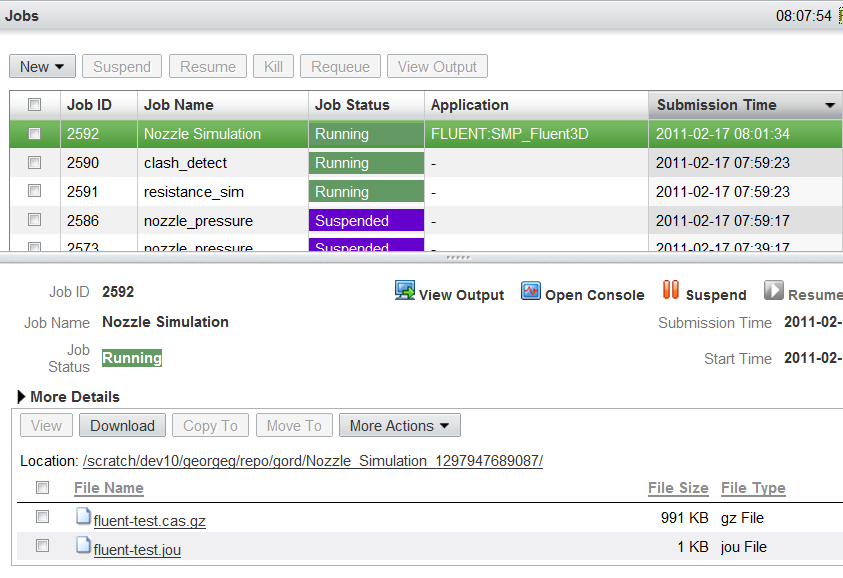 Jobs 08:07:54
New Suspend Resume Kill Requeue View Output
Job ID Job Name Job Status Application Submission Time
2592 Nozzle Simulation Running FLUENT:SMP_Fluent3D 2011-02-17 08:01:34
2590 clash_detect Running - 2011-02-17 07:59:23
2591 resistance_sim Running - 2011-02-17 07:59:23
2586 nozzle_pressure Suspended - 2011-02-17 07:59:17
2573 nozzle_pressure Suspended - 2011-02-17 07:39:17
Job ID 2592 View Output Open Console Suspend Resume
Job Name Nozzle Simulation Submission Time 2011-02-
Job Status Running Start Time 2011-02-
More Details
View Download Copy To Move To More Actions
Location: /scratch/dev10/georgeg/repo/gord/Nozzle_Simulation_1297947689087/
File Name File Size File Type
fluent-test.cas.gz 991 KB gz File
fluent-test.jou 1 KB jou File